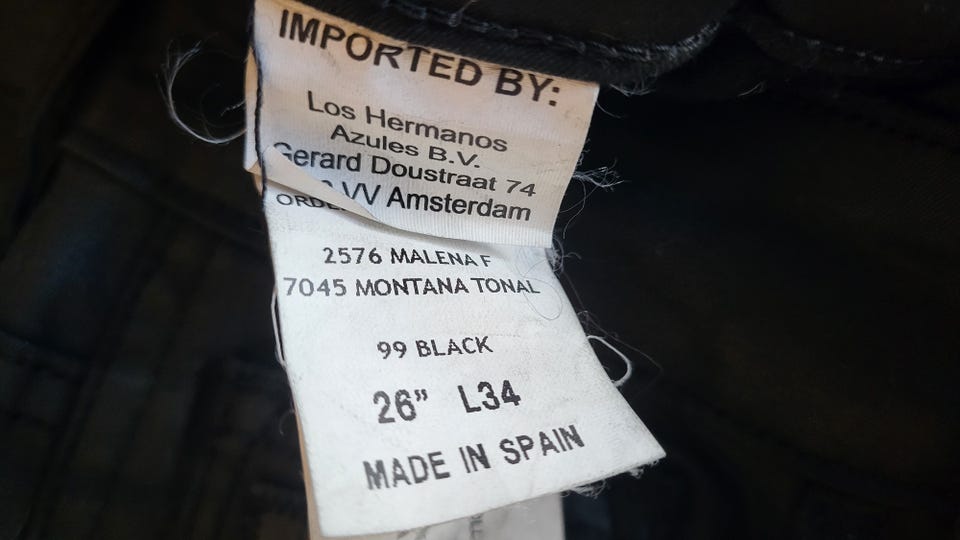 IMPORTED BY:
Los Hermanos
Azules B.V.
Gerard Doustraat 74
VV Amsterdam
2576 MALENA F
7045 MONTANA TONAL
99 BLACK
26” L34
MADE IN SPAIN